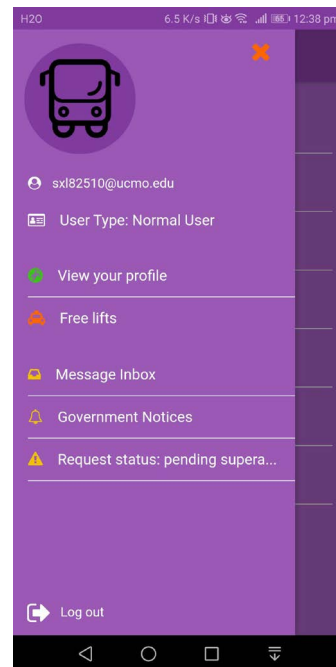 H2O 6.5 K/s 65 12:38 pm
sxl82510@ucmo.edu
User Type: Normal User
View your profile
Free lifts
Message Inbox
Government Notices
Request status: pending supera...
Log out